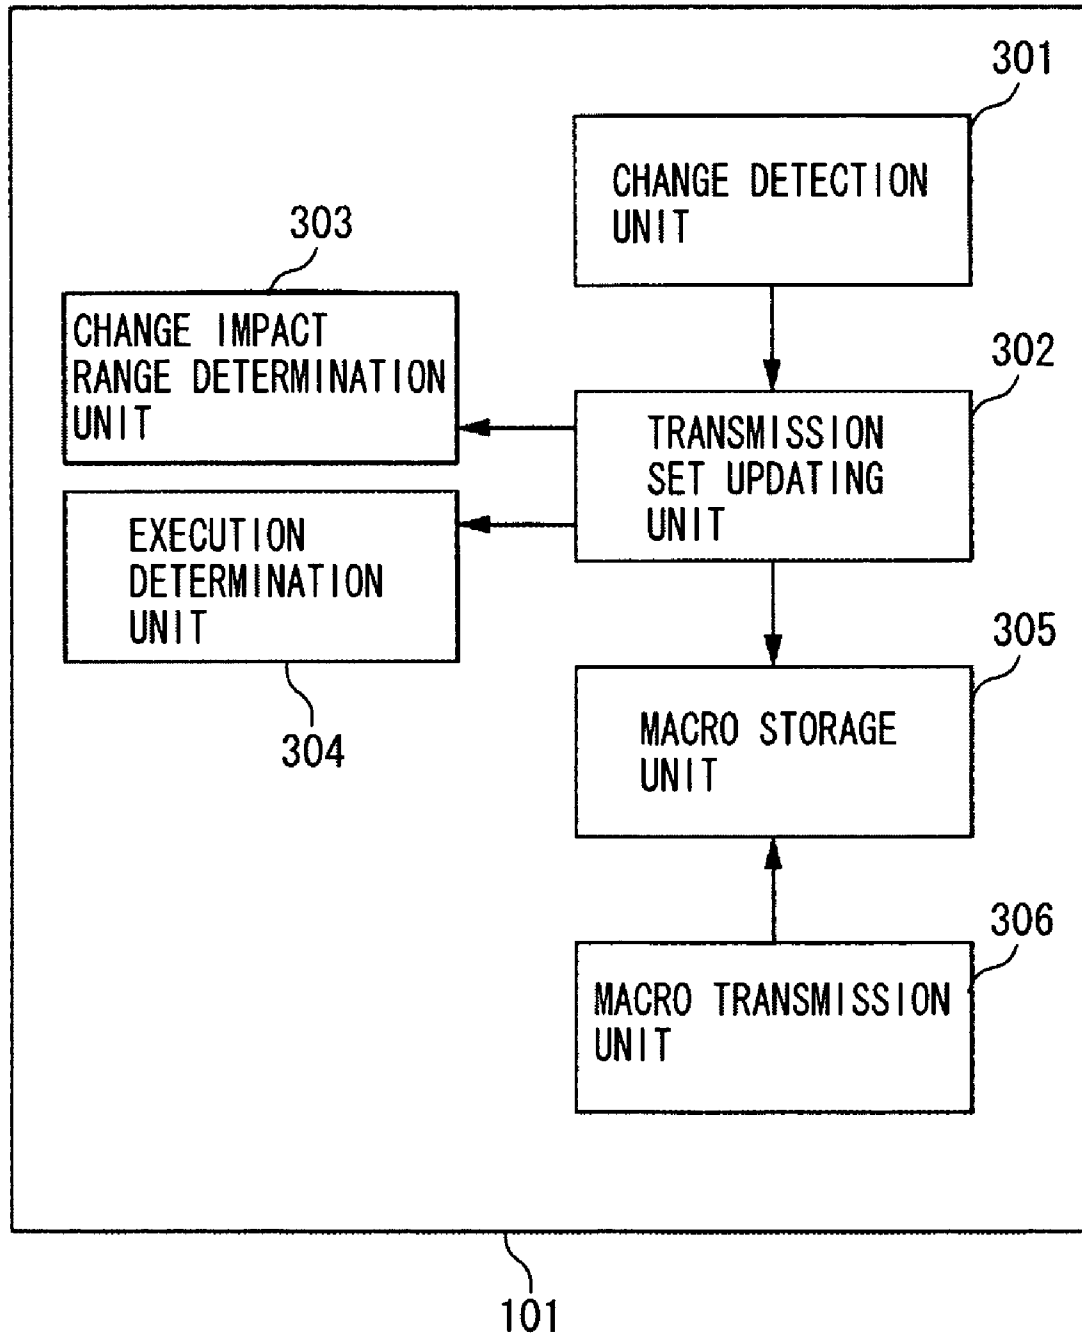 301
CHANGE DETECTION
UNIT
303
CHANGE IMPACT
RANGE DETERMINATION
UNIT
302
TRANSMISSION
SET UPDATING
UNIT
EXECUTION
DETERMINATION
UNIT
304
305
MACRO STORAGE
UNIT
306
MACRO TRANSMISSION
UNIT
101